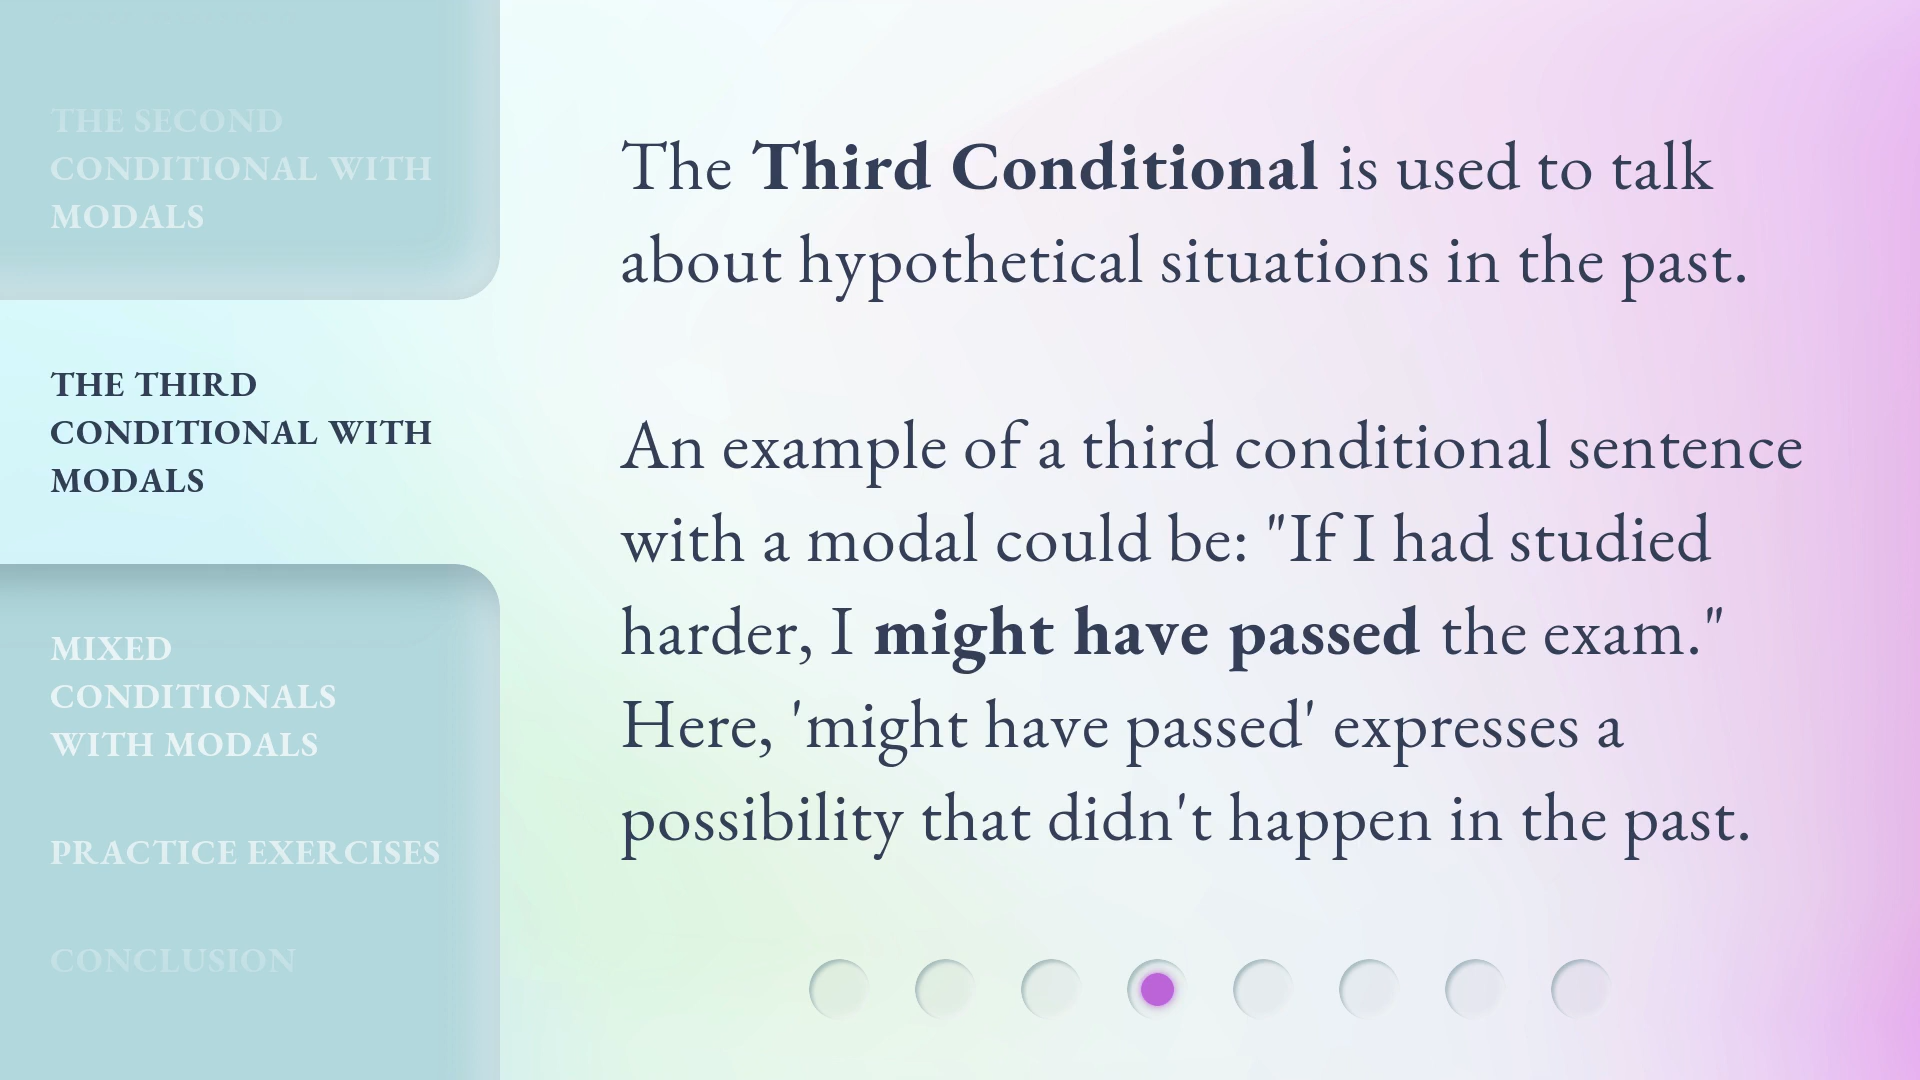 THE SECOND
CONDITIONAL WITH
MODALS
THE THIRD
CONDITIONAL WITH
MODALS
MIXED
CONDITIONALS
WITH MODALS
PRACTICE EXERCISES
CONCLUSION
The Third Conditional is used to talk
about hypothetical situations in the past.
An example of a third conditional sentence
with a modal could be: "If I had studied
harder, I might have passed the exam."
Here, 'might have passed' expresses a
possibility that didn't happen in the past.